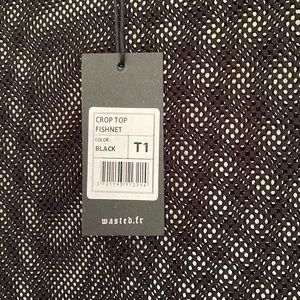 CROP TOP
FISHNET
COLOR:
BLACK
T1
wasted.fr